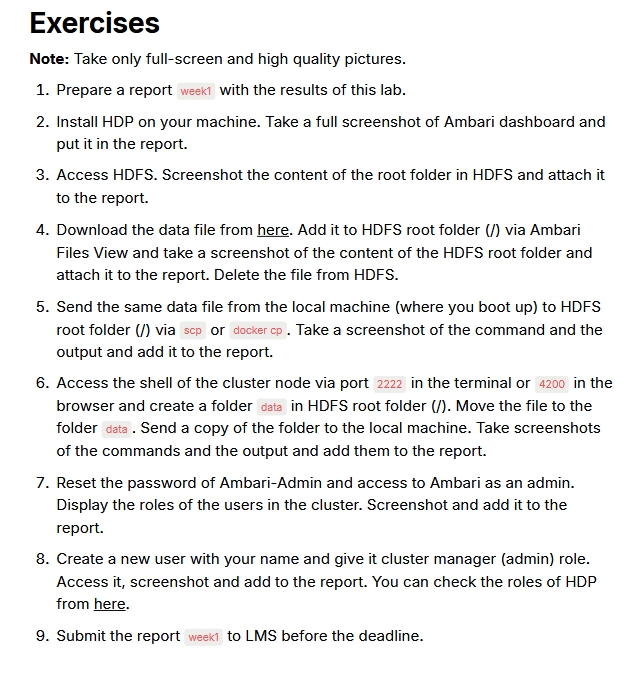 Exercises
Note: Take only full-screen and high quality pictures.
1. Prepare a report week1 with the results of this lab.
2. Install HDP on your machine. Take a full screenshot of Ambari dashboard and
put it in the report.
3. Access HDFS. Screenshot the content of the root folder in HDFS and attach it
to the report.
4. Download the data file from here. Add it to HDFS root folder (/) via Ambari
Files View and take a screenshot of the content of the HDFS root folder and
attach it to the report. Delete the file from HDFS.
5. Send the same data file from the local machine (where you boot up) to HDFS
root folder (/) via scp or docker cp. Take a screenshot of the command and the
output and add it to the report.
6. Access the shell of the cluster node via port 2222 in the terminal or 4200 in the
browser and create a folder data in HDFS root folder (/). Move the file to the
folder data. Send a copy of the folder to the local machine. Take screenshots
of the commands and the output and add them to the report.
7. Reset the password of Ambari-Admin and access to Ambari as an admin.
Display the roles of the users in the cluster. Screenshot and add it to the
report.
8. Create a new user with your name and give it cluster manager (admin) role.
Access it, screenshot and add to the report. You can check the roles of HDP
from here.
9. Submit the report week1 to LMS before the deadline.